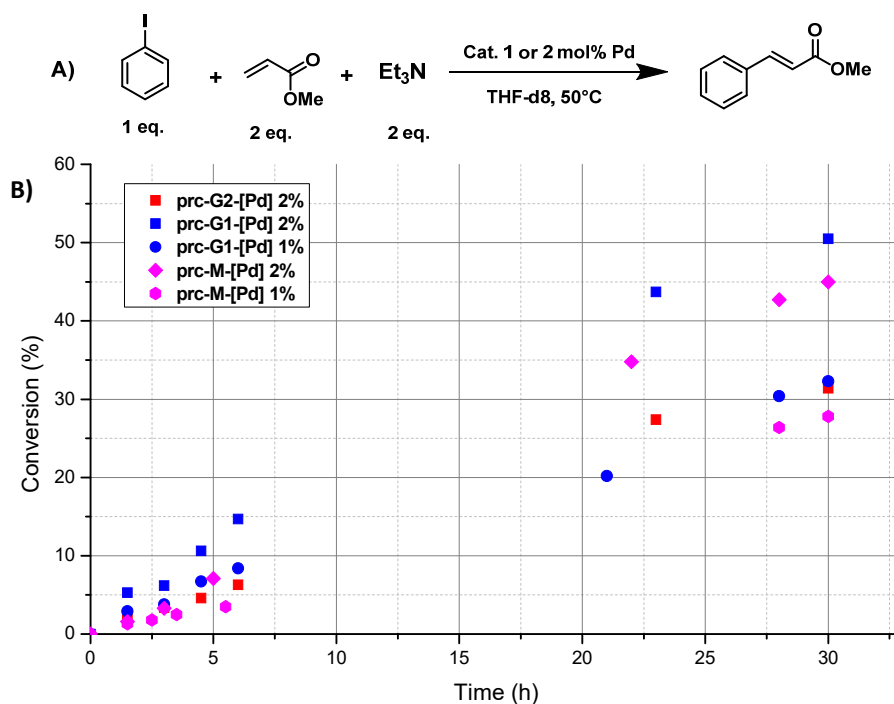 A)
I
1 eq.
+
O
OMe
2 eq.
+
Et₃N
2 eq.
Cat. 1 or 2 mol% Pd
THF-d8, 50°C
O
OMe
B)
prc-G2-[Pd] 2%
prc-G1-[Pd] 2%
prc-G1-[Pd] 1%
prc-M-[Pd] 2%
prc-M-[Pd] 1%
Conversion (%)
60
50
40
30
20
10
0
0 5 10 15 20 25 30
Time (h)